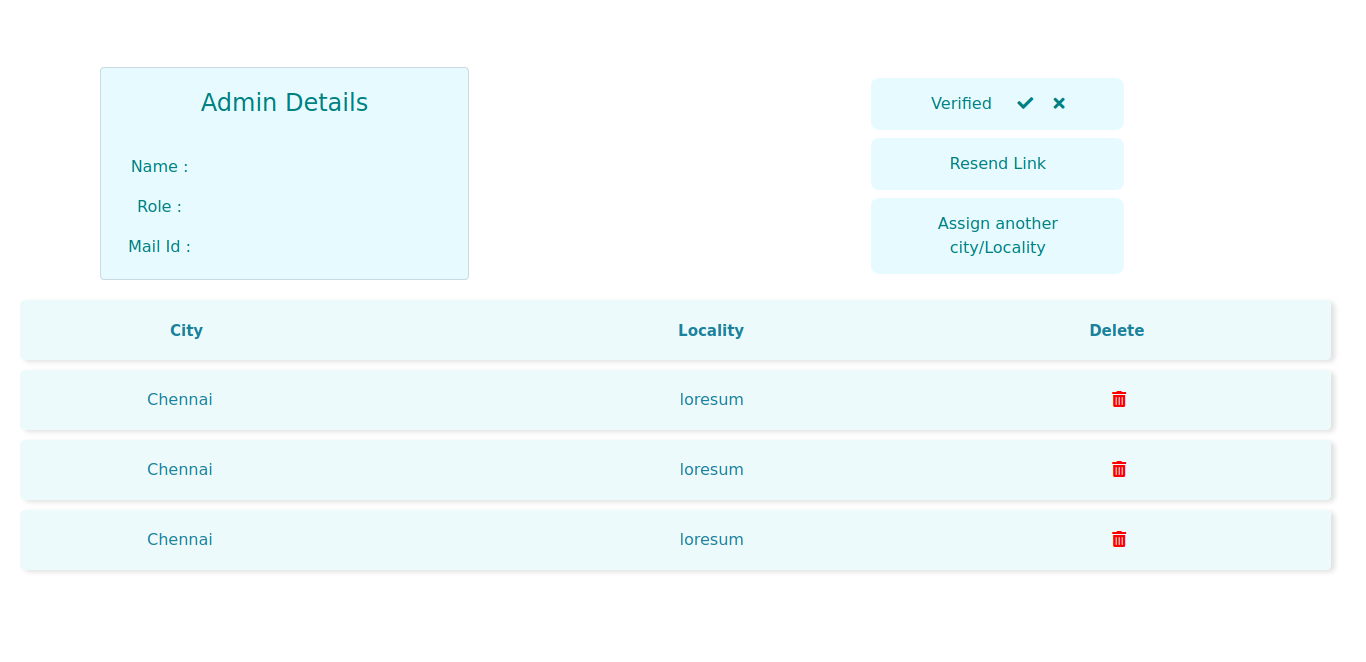 Admin Details
Name :
Role :
Mail Id :
Verified
Resend Link
Assign another
city/Locality
City Locality Delete
Chennai loresum
Chennai loresum
Chennai loresum